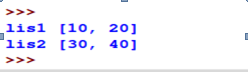 >>>
lis1 [10, 20]
lis2 [30, 40]
>>>